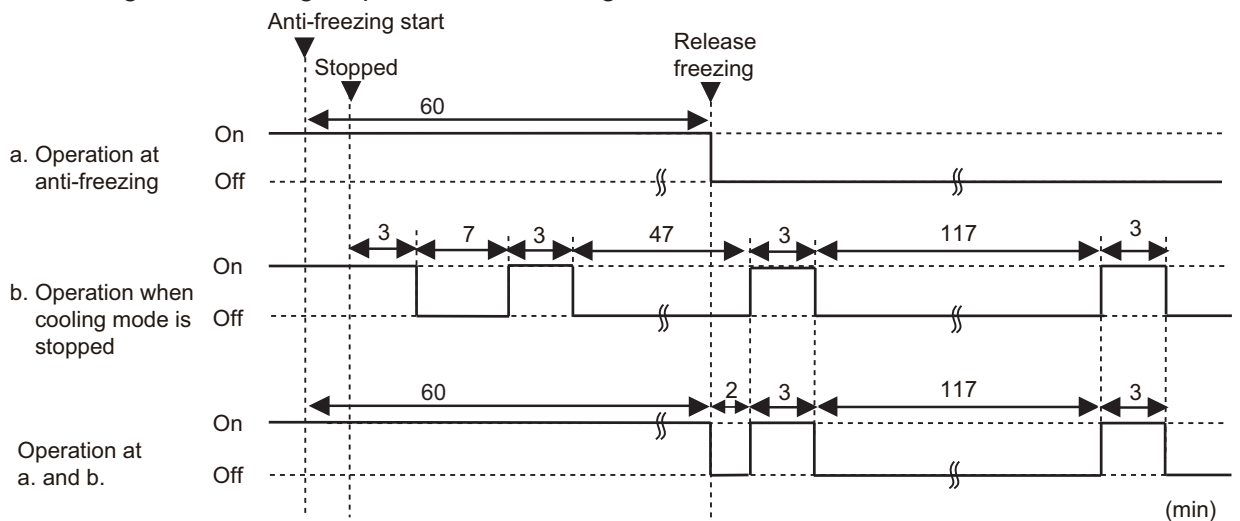 Anti-freezing start
Stopped
Release
freezing
60
a. Operation at
anti-freezing
On
Off
3
7
3
47
3
117
3
b. Operation when
cooling mode is
stopped
On
Off
60
2
3
117
3
Operation at
a. and b.
On
Off
(min)